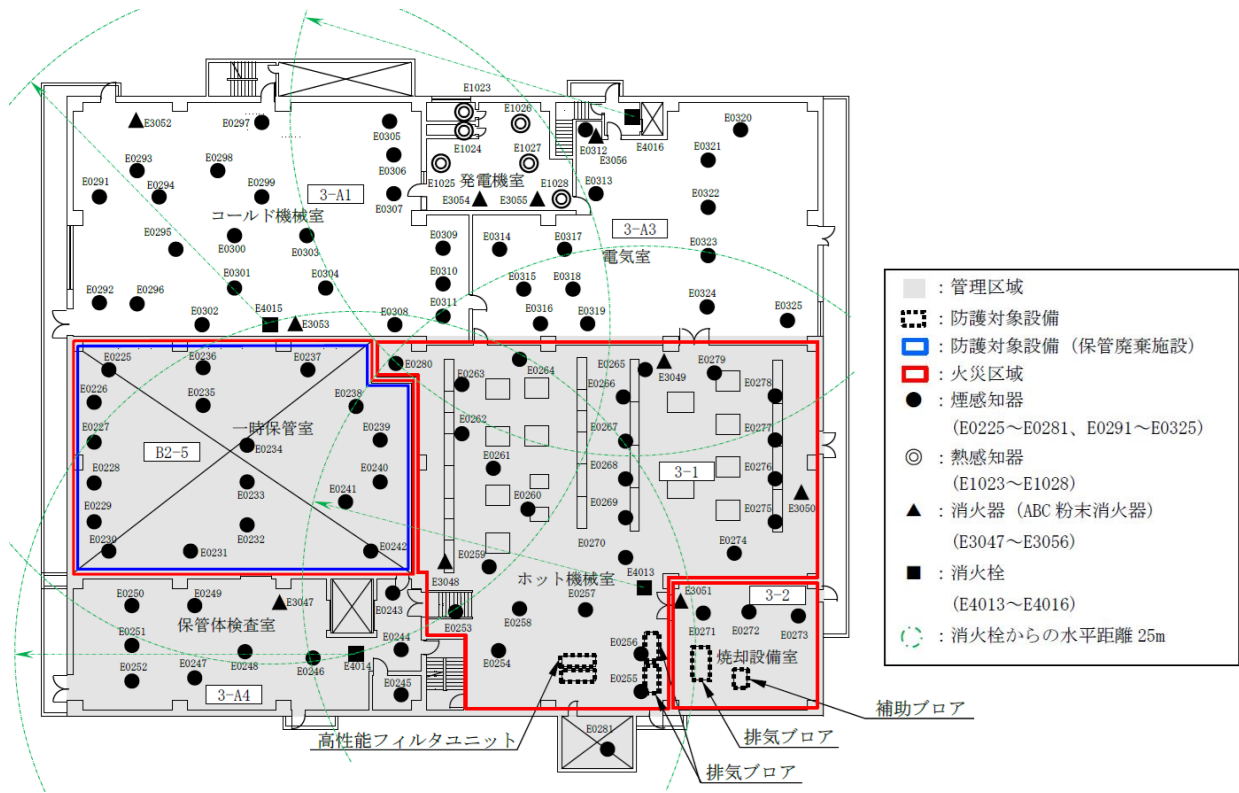 E1023
E3052
E0297
E0305
E1026
E0320
E0312
E4016
E3056
E0293
E0298
E0306
E1024
E1027
E0321
E0291
E0294
E0299
3-A1
E0307
E1025
発電機室
E1028
E0313
E3054
E3055
E0322
コールド機械室
3-A3
E0295
E0300
E0303
E0309
E0314
E0317
電気室
E0323
E0301
E0304
E0310
E0315
E0318
E0292
E0296
E0302
E4015
E3053
E0308
E0311
E0316
E0319
E0324
E0325
E0225
E0236
E0237
E0280
E0264
E0265
E3049
E0279
E0226
E0235
E0238
E0263
E0266
E0278
E0227
一時保管室
E0239
E0262
E0267
E0277
B2-5
E0234
E0228
E0233
E0240
E0261
E0268
3-1
E0276
E0229
E0241
E0260
E0269
E3050
E0275
E0230
E0231
E0232
E0242
E0259
E0270
E0274
E3048
ホット機械室
E4013
E0250
E0249
E3047
E0243
E0253
E0258
E0257
E3051
3-2
E0251
保管体検査室
E0244
E0271
E0272
E0273
E0252
E0247
E0248
E0246
E4014
E0254
E0256
焼却設備室
3-A4
E0245
E0255
E0281
高性能フィルタユニット
排気ブロア
排気ブロア
補助ブロア
：管理区域
：防護対象設備
：防護対象設備（保管廃棄施設）
：火災区域
：煙感知器
(E0225～E0281、E0291～E0325)
：熱感知器
(E1023～E1028)
：消火器（ABC 粉末消火器）
(E3047～E3056)
：消火栓
(E4013～E4016)
：消火栓からの水平距離 25m